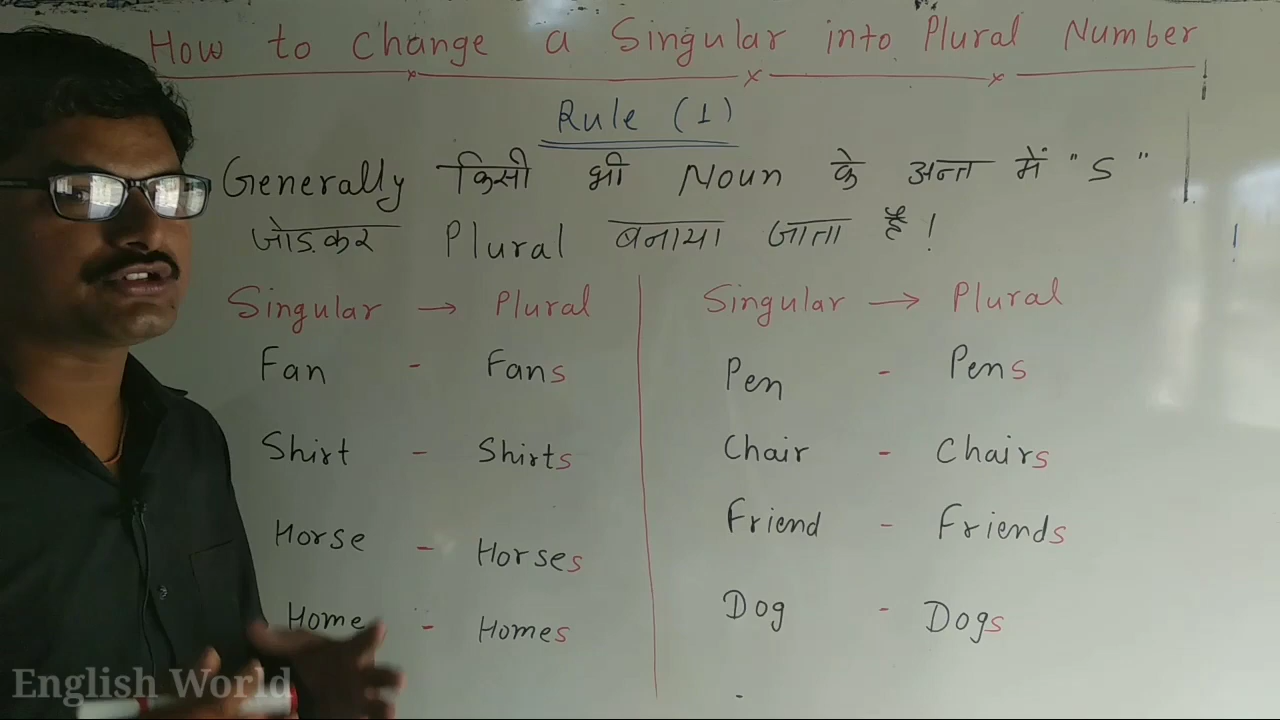 How to Change a Singular into Plural Number
Rule (1)
Generally किसी भी Noun के अन्त में "S"
जोड़कर Plural बनाया जाता है !
Singular → Plural
Fan - Fans
Shirt - Shirts
Horse - Horses
Home - Homes
Singular → Plural
Pen - Pens
Chair - Chairs
Friend - Friends
Dog - Dogs
English World